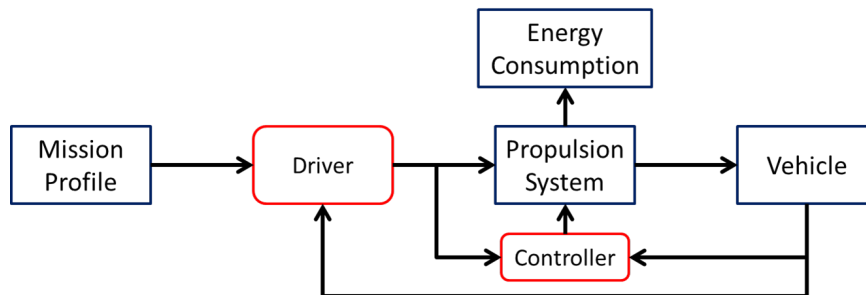 Energy
Consumption
Mission
Profile
Driver
Propulsion
System
Vehicle
Controller